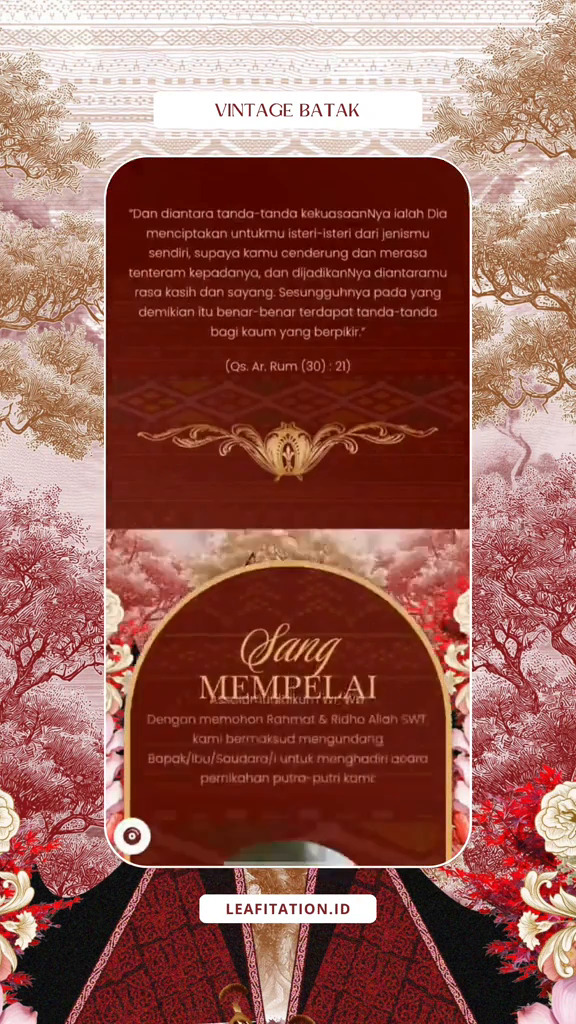 VINTAGE BATAK
"Dan diantara tanda-tanda kekuasaanNya ialah Dia
menciptakan untukmu isteri-isteri dari jenismu
sendiri, supaya kamu cenderung dan merasa
tenteram kepadanya, dan dijadikanNya diantaramu
rasa kasih dan sayang. Sesungguhnya pada yang
demikian itu benar-benar terdapat tanda-tanda
bagi kaum yang berpikir."
(Qs. Ar. Rum (30) : 21)
Sang
MEMPELAI
Dengan memohon Rahmat & Ridho Allah SWT
kami bermaksud mengundang
Bapak/Ibu/Saudara/i untuk menghadiri acara
pernikahan putra-putri kami:
LEAFITATION.ID